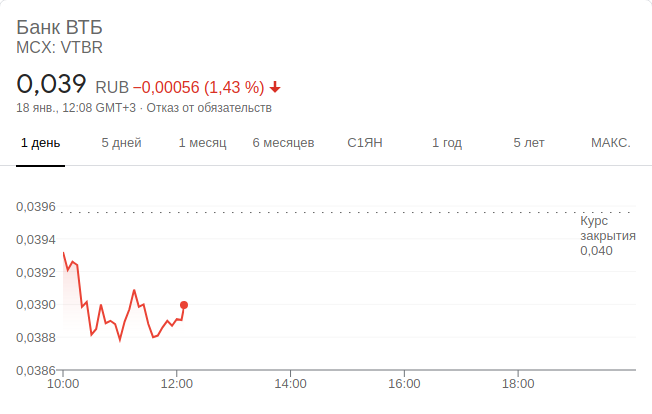 Банк ВТБ
MCX: VTBR
0,039 RUB −0,00056 (1,43 %)
18 янв., 12:08 GMT+3 · Отказ от обязательств
1 день 5 дней 1 месяц 6 месяцев С1ЯН 1 год 5 лет МАКС.
0,0396
Курс
закрытия
0,040
0,0394
0,0392
0,0390
0,0388
0,0386
10:00 12:00 14:00 16:00 18:00